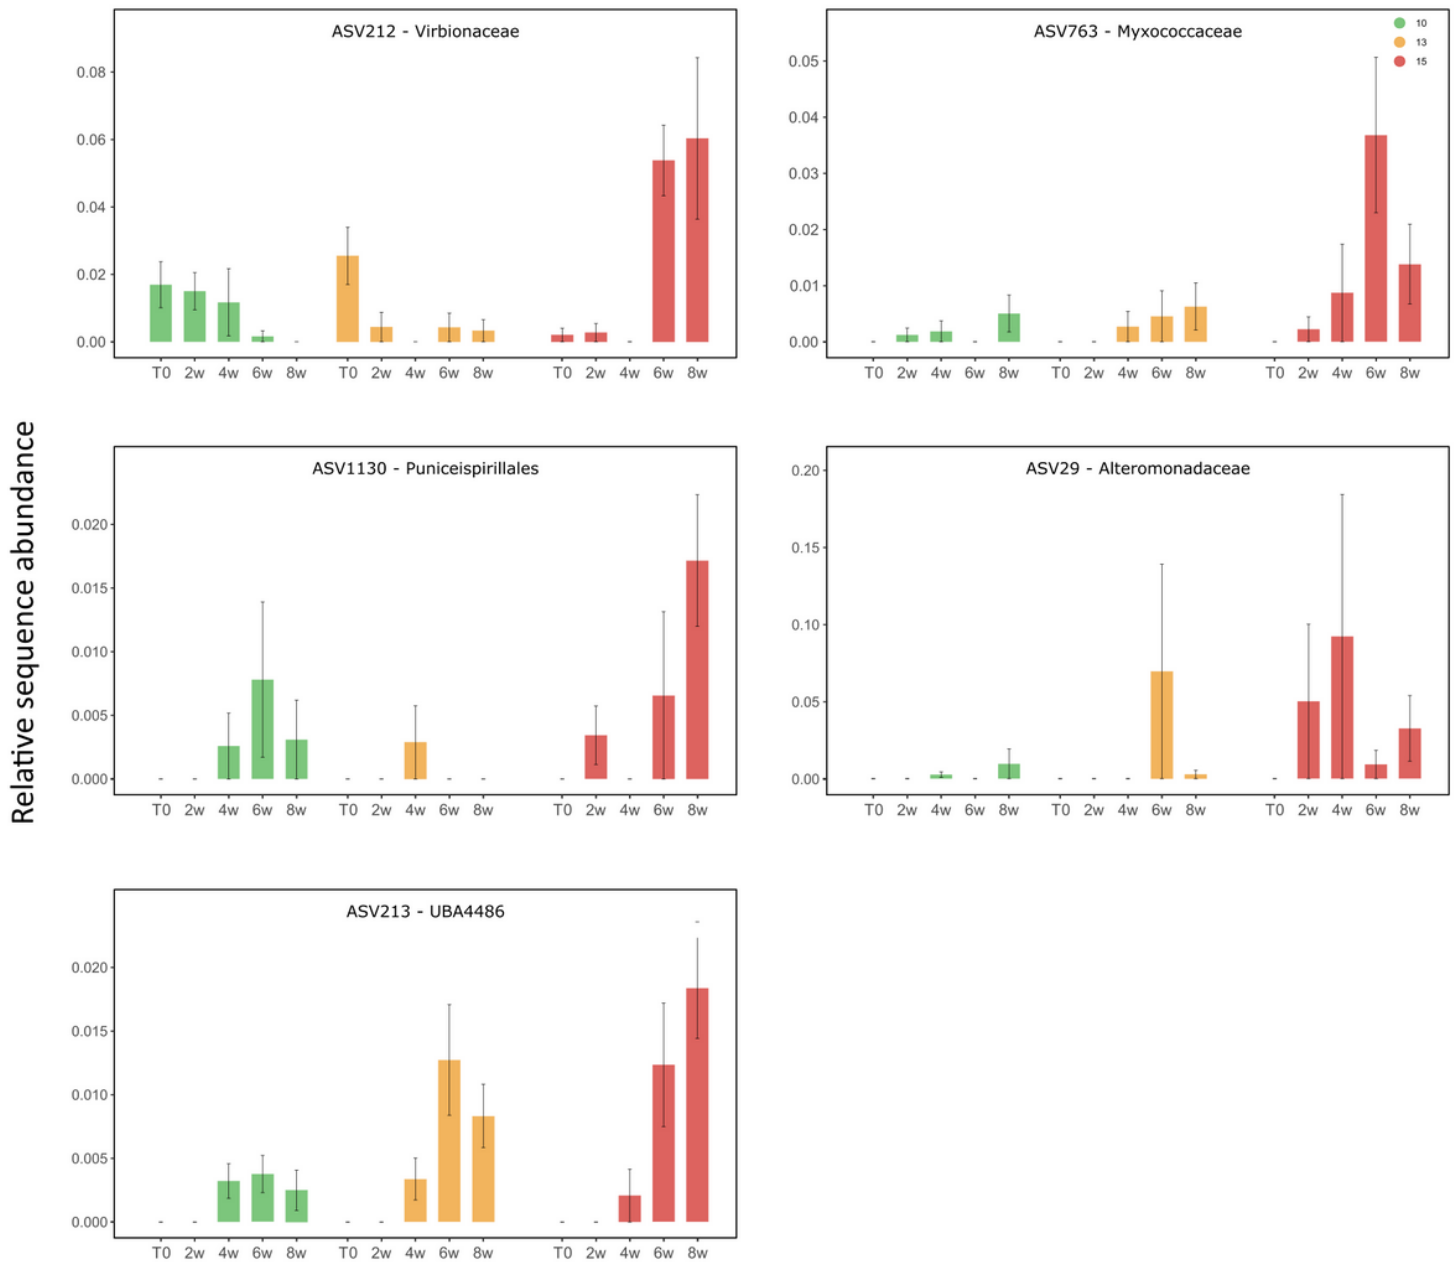 Relative sequence abundance
ASV212 - Virbionaceae
0.08
0.06
0.04
0.02
0.00
T0 2w 4w 6w 8w T0 2w 4w 6w 8w T0 2w 4w 6w 8w
ASV763 - Myxococcaceae
10
13
15
0.05
0.04
0.03
0.02
0.01
0.00
T0 2w 4w 6w 8w T0 2w 4w 6w 8w T0 2w 4w 6w 8w
ASV1130 - Puniceispirillales
0.020
0.015
0.010
0.005
0.000
T0 2w 4w 6w 8w T0 2w 4w 6w 8w T0 2w 4w 6w 8w
ASV29 - Alteromonadaceae
0.20
0.15
0.10
0.05
0.00
T0 2w 4w 6w 8w T0 2w 4w 6w 8w T0 2w 4w 6w 8w
ASV213 - UBA4486
0.020
0.015
0.010
0.005
0.000
T0 2w 4w 6w 8w T0 2w 4w 6w 8w T0 2w 4w 6w 8w